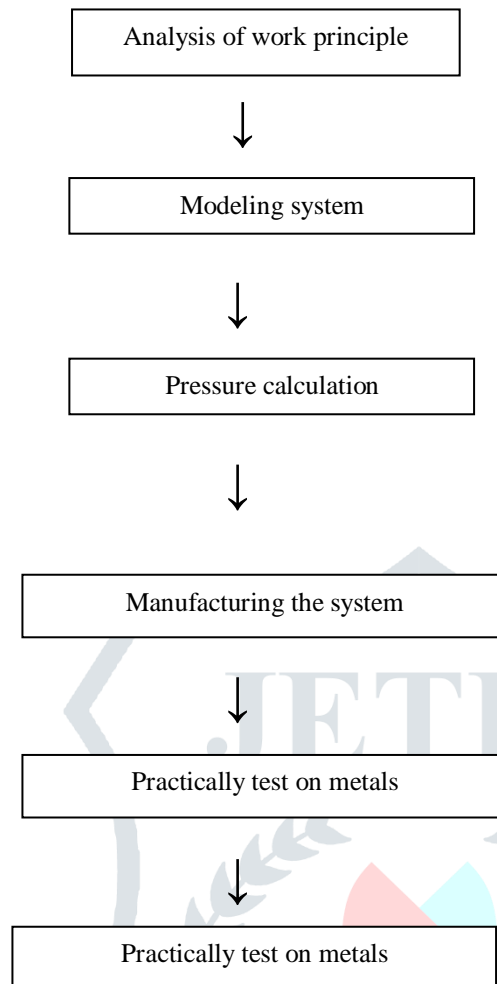 Analysis of work principle
↓
Modeling system
↓
Pressure calculation
↓
Manufacturing the system
↓
JET
Practically test on metals
↓
Practically test on metals